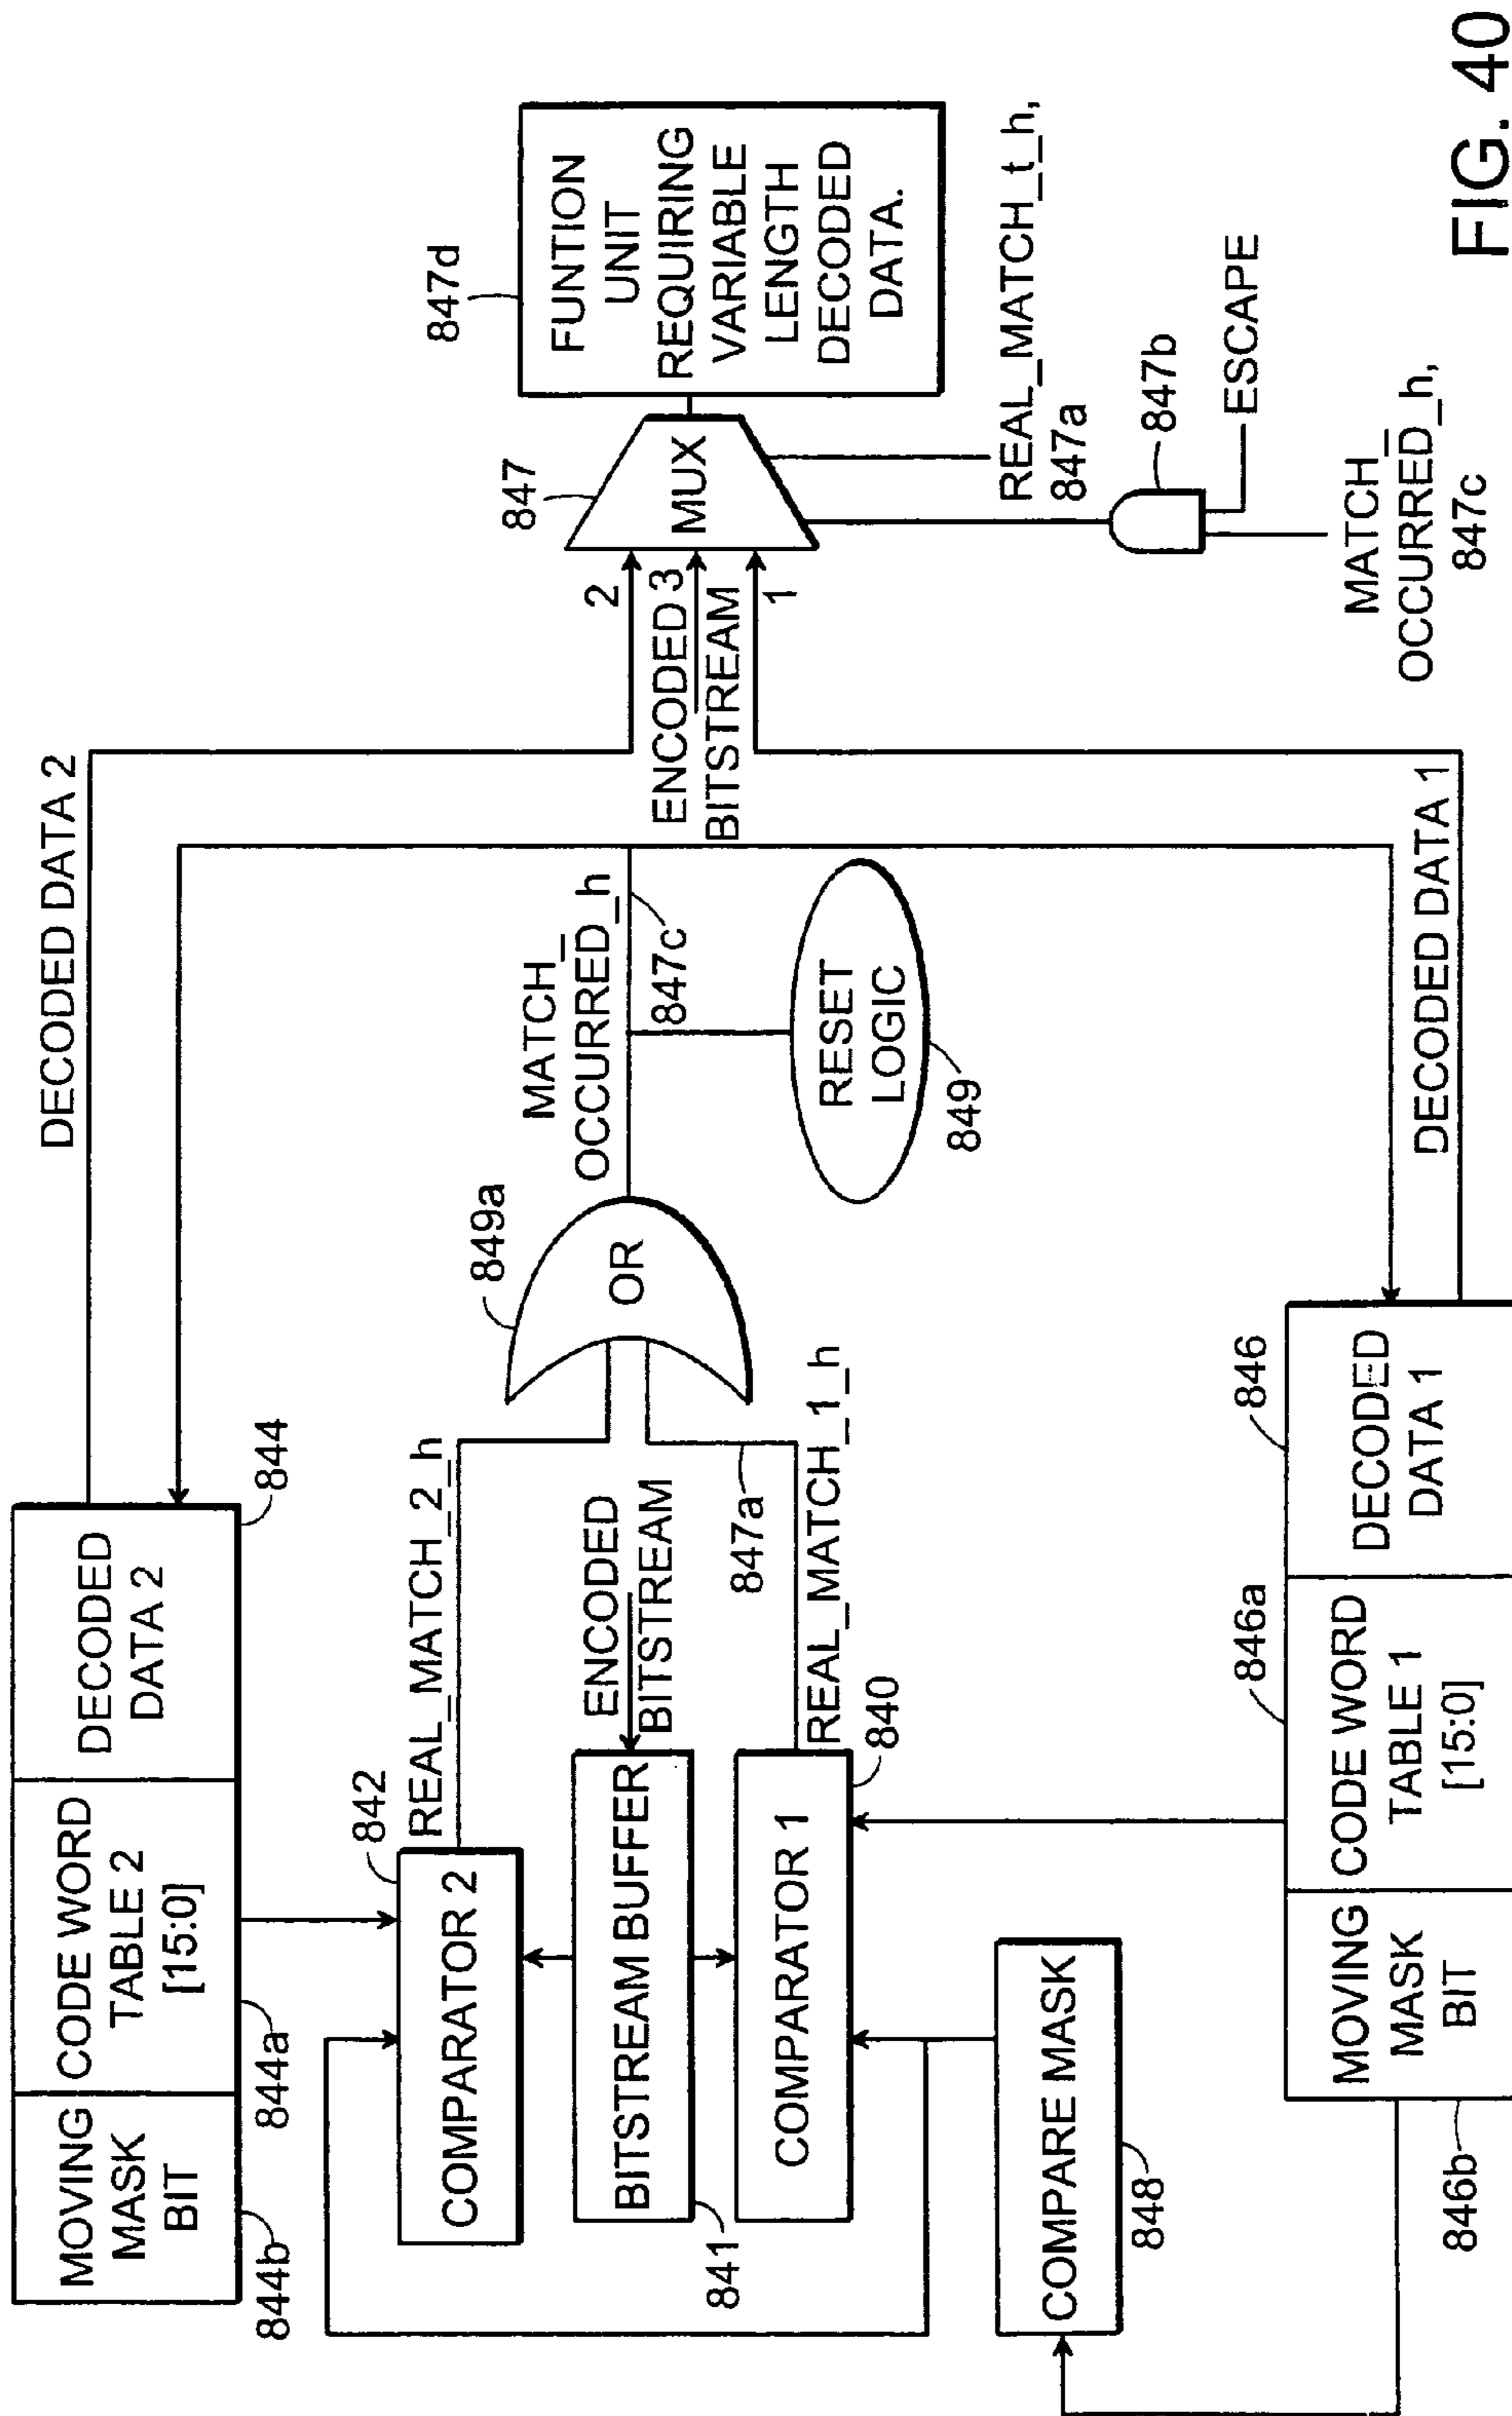 MOVING
MASK
BIT
CODE WORD
TABLE 2
[15:0]
DECODED
DATA 2
844b
844a
844
DECODED DATA 2
COMPARATOR 2
842
REAL_MATCH_2_h
BITSTREAM BUFFER
841
ENCODED
BITSTREAM
COMPARATOR 1
840
REAL_MATCH_1_h
847a
COMPARE MASK
848
OR
849a
MATCH_
OCCURRED_h
847c
RESET
LOGIC
849
MOVING
MASK
BIT
CODE WORD
TABLE 1
[15:0]
DECODED
DATA 1
846b
846a
846
DECODED DATA 1
2
ENCODED 3
BITSTREAM
1
MUX
847
847d
FUNTION
UNIT
REQUIRING
VARIABLE
LENGTH
DECODED
DATA.
REAL_MATCH_t_h,
847a
847b
ESCAPE
MATCH_
OCCURRED_h,
847c
FIG. 40